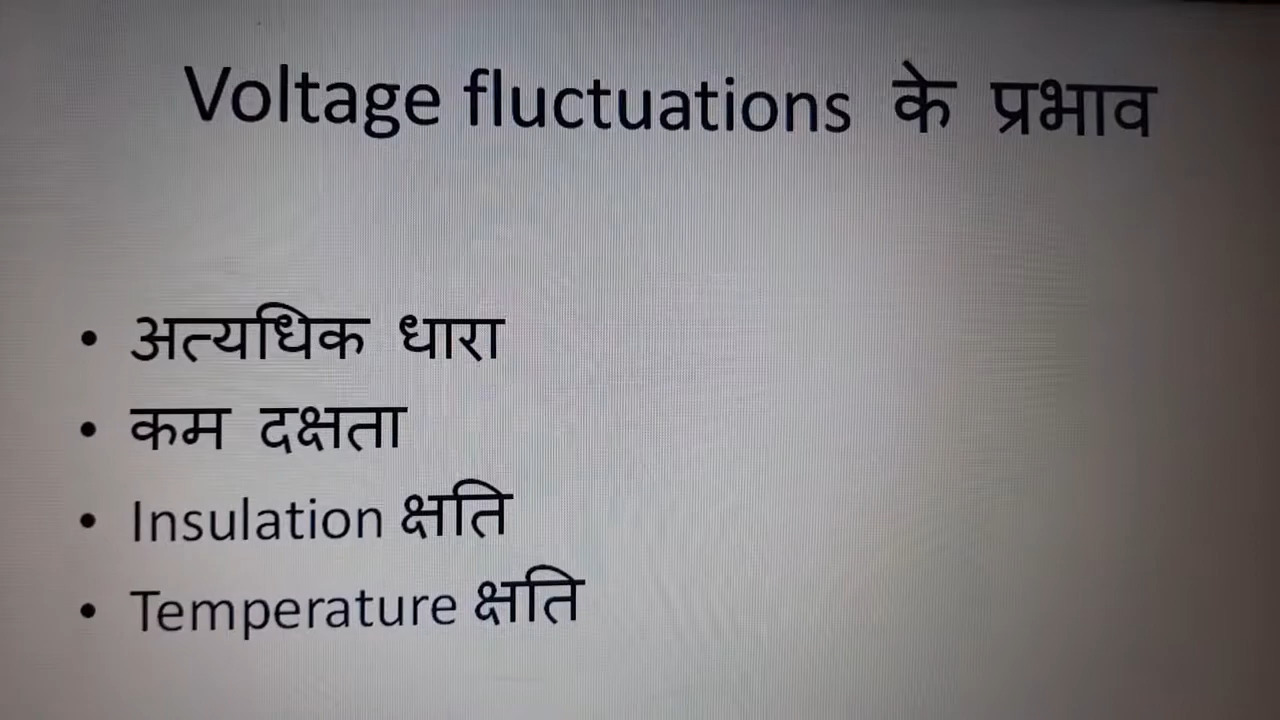 Voltage fluctuations के प्रभाव
• अत्यधिक धारा
• कम दक्षता
• Insulation क्षति
• Temperature क्षति